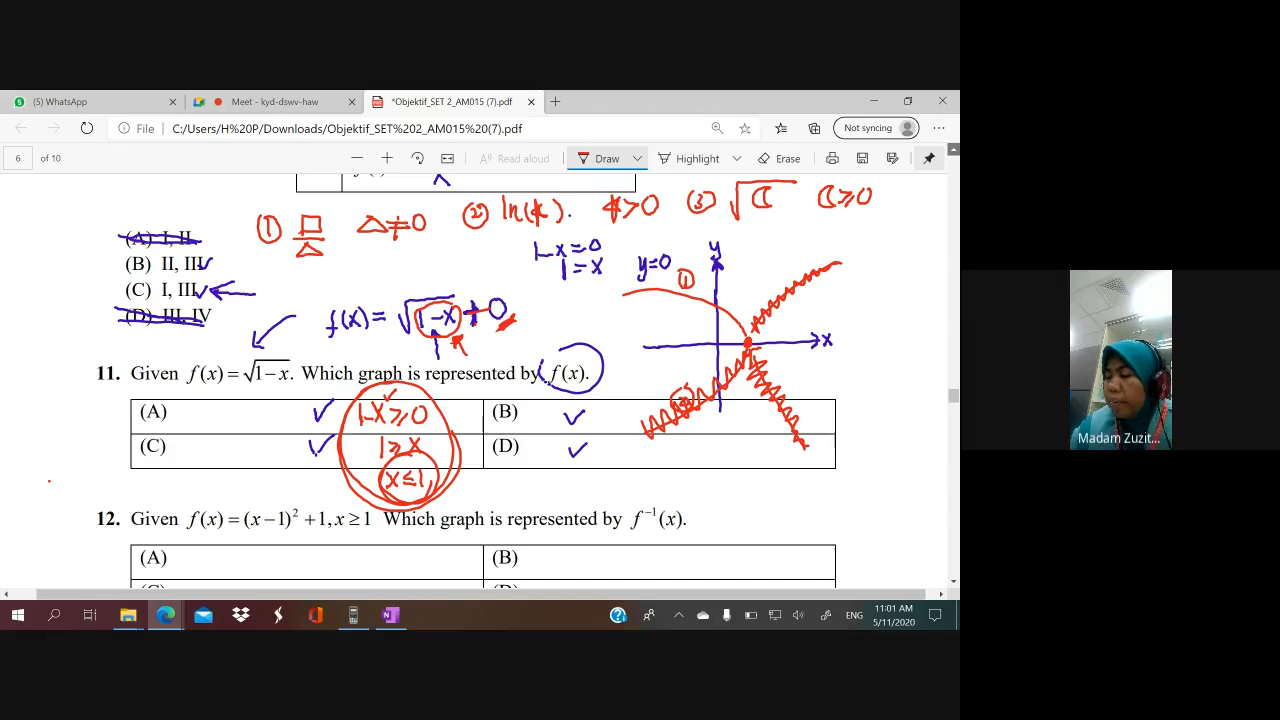 (5) WhatsApp
Meet - kyd-dswv-haw
*Objektif_SET 2_AM015 (7).pdf
File
C:/Users/H%20P/Downloads/Objektif_SET%202_AM015%20(7).pdf
Not syncing
6 of 10
Read aloud
Draw
Highlight
Erase
① □/△ △≠0
② ln(*). *>0
③ √☾ ☾≥0
(A) I, II
(B) II, III
(C) I, III
(D) III, IV
1-x=0
1=x
y=0
①
y
x
f(x) = √1-x + 0
11. Given f(x) = √1-x. Which graph is represented by f(x).
(A)
(B)
(C)
(D)
1-x≥0
1≥x
x≤1
12. Given f(x) = (x-1)² + 1, x ≥ 1 Which graph is represented by f⁻¹(x).
(A)
(B)
Madam Zuzit...
ENG
11:01 AM
5/11/2020